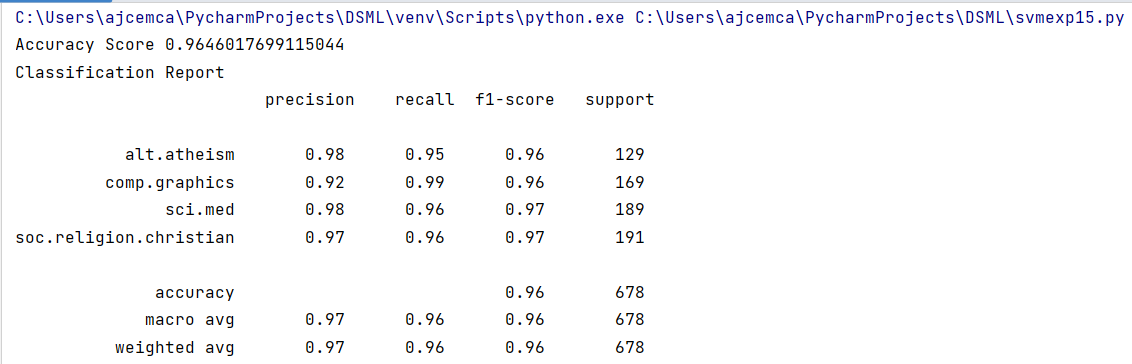 C:\Users\ajcemca\PycharmProjects\DSML\venv\Scripts\python.exe C:\Users\ajcemca\PycharmProjects\DSML\svmexp15.py
Accuracy Score 0.9646017699115044
Classification Report
precision recall f1-score support
alt.atheism 0.98 0.95 0.96 129
comp.graphics 0.92 0.99 0.96 169
sci.med 0.98 0.96 0.97 189
soc.religion.christian 0.97 0.96 0.97 191
accuracy 0.96 678
macro avg 0.97 0.96 0.96 678
weighted avg 0.97 0.96 0.96 678